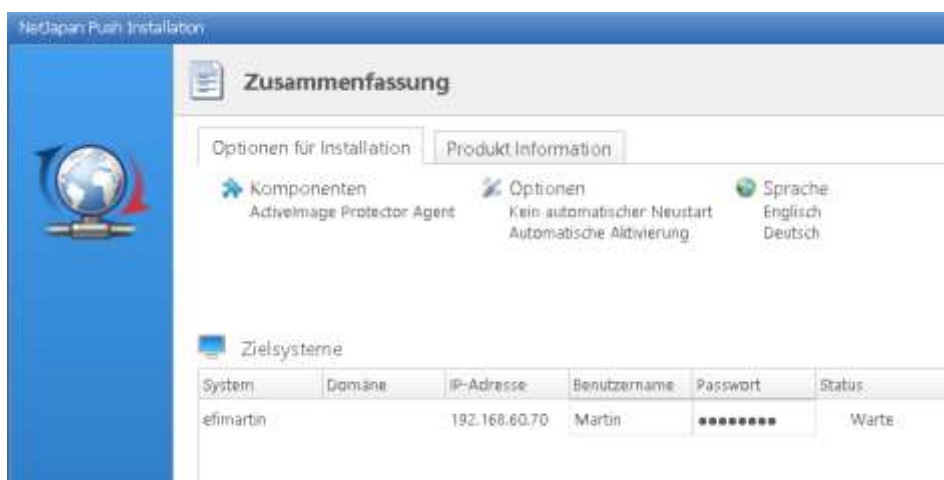 NetJapan Push Installation
Zusammenfassung
Optionen für Installation Produkt Information
Komponenten Optionen Sprache
ActiveImage Protector Agent Kein automatischer Neustart Englisch
Automatische Aktivierung Deutsch
Zielsysteme
System Domäne IP-Adresse Benutzername Passwort Status
efimartin 192.168.60.70 Martin ●●●●●●●● Warte